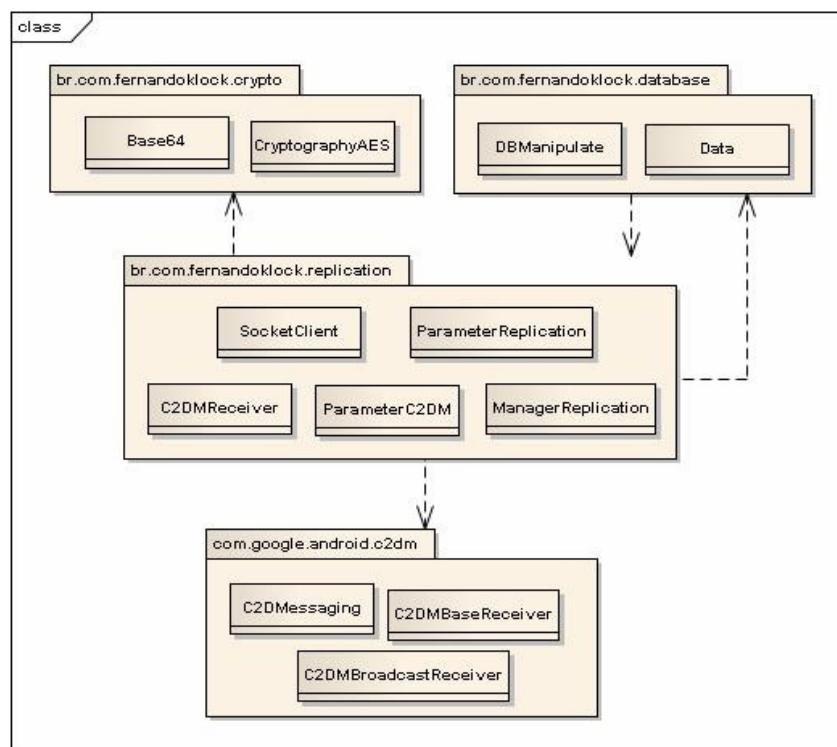 class
br.com.fernandoklock.crypto
Base64
CryptographyAES
br.com.fernandoklock.database
DBManipulate
Data
br.com.fernandoklock.replication
SocketClient
ParameterReplication
C2DMReceiver
ParameterC2DM
ManagerReplication
com.google.android.c2dm
C2DMessaging
C2DMBaseReceiver
C2DMBroadcastReceiver